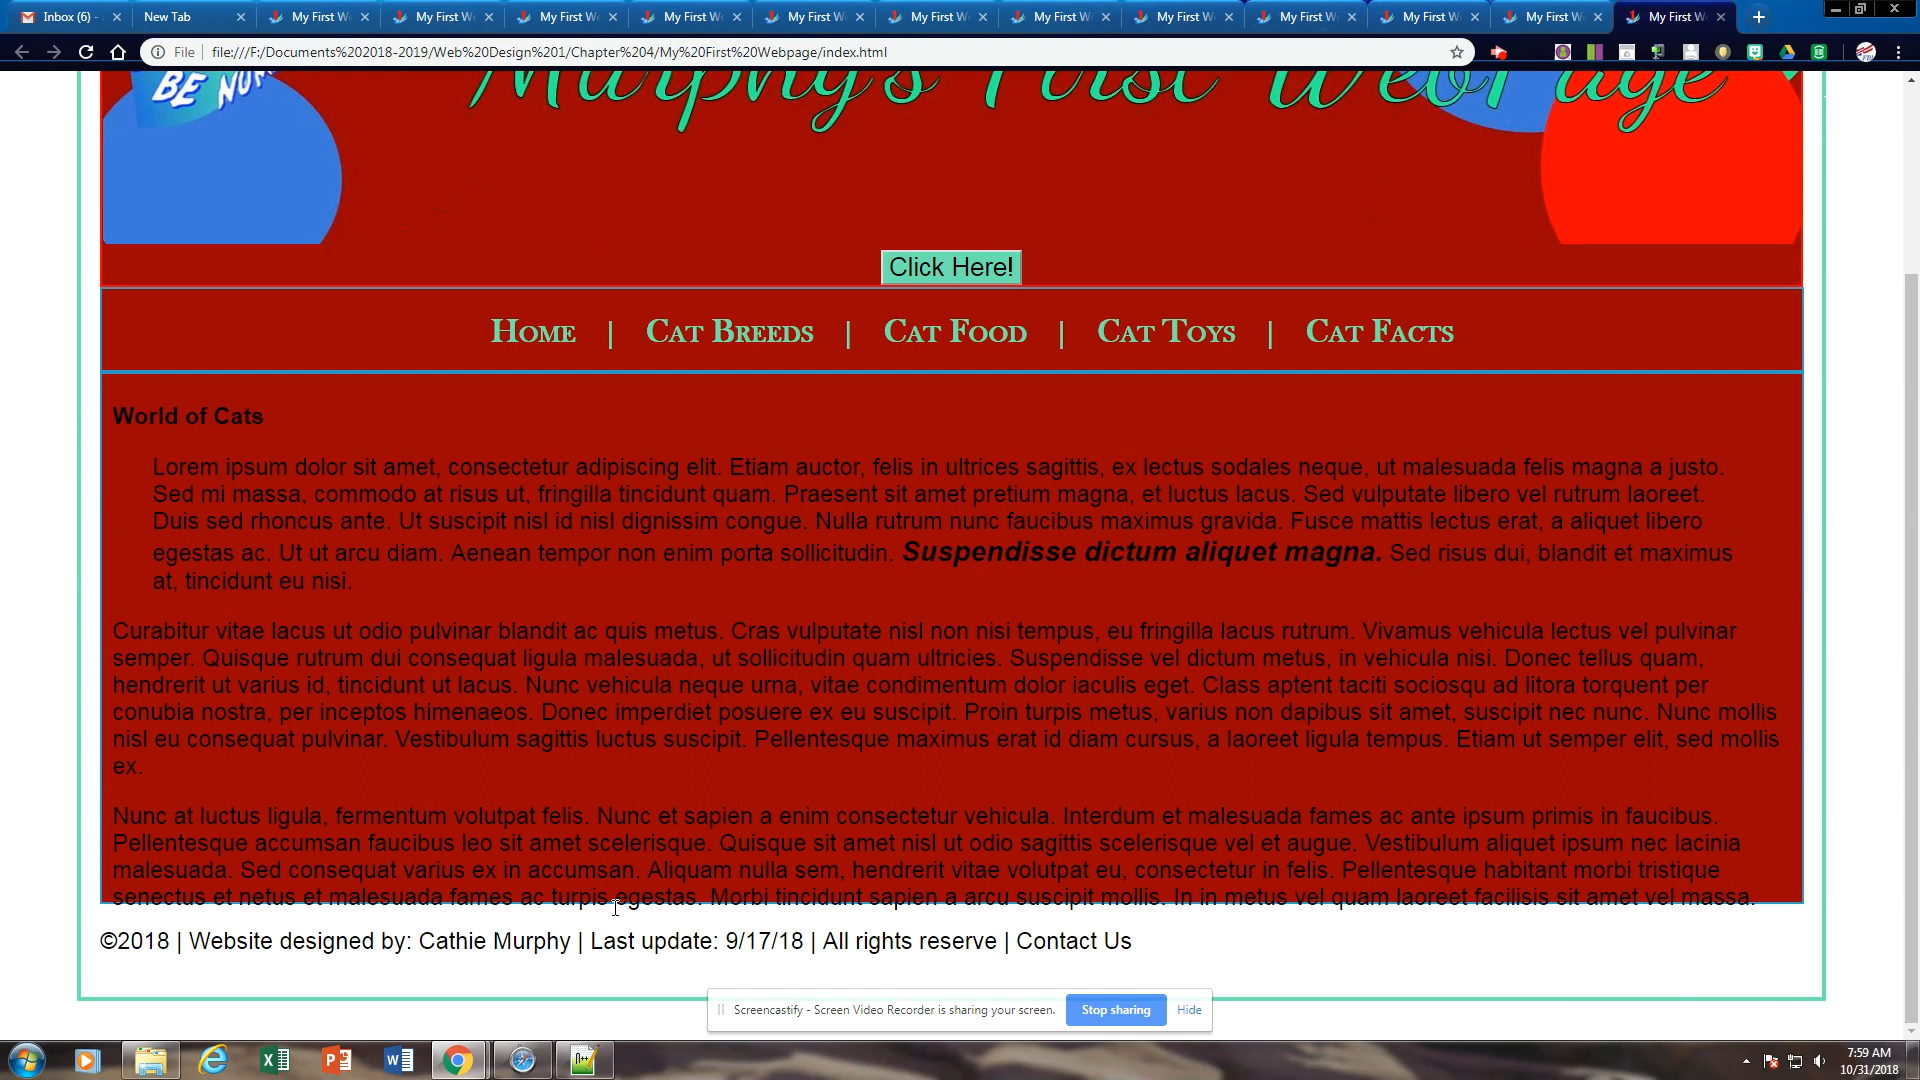 Inbox (6) -
New Tab
My First W
My First W
My First W
My First W
My First W
My First W
My First W
My First W
My First W
My First W
My First W
My First W
File
file:///F:/Documents%202018-2019/Web%20Design%201/Chapter%204/My%20First%20Webpage/index.html
BE NU
Murphy's First WebPage
Click Here!
Home | Cat Breeds | Cat Food | Cat Toys | Cat Facts
World of Cats
Lorem ipsum dolor sit amet, consectetur adipiscing elit. Etiam auctor, felis in ultrices sagittis, ex lectus sodales neque, ut malesuada felis magna a justo.
Sed mi massa, commodo at risus ut, fringilla tincidunt quam. Praesent sit amet pretium magna, et luctus lacus. Sed vulputate libero vel rutrum laoreet.
Duis sed rhoncus ante. Ut suscipit nisl id nisl dignissim congue. Nulla rutrum nunc faucibus maximus gravida. Fusce mattis lectus erat, a aliquet libero
egestas ac. Ut ut arcu diam. Aenean tempor non enim porta sollicitudin. Suspendisse dictum aliquet magna. Sed risus dui, blandit et maximus
at, tincidunt eu nisi.
Curabitur vitae lacus ut odio pulvinar blandit ac quis metus. Cras vulputate nisl non nisi tempus, eu fringilla lacus rutrum. Vivamus vehicula lectus vel pulvinar
semper. Quisque rutrum dui consequat ligula malesuada, ut sollicitudin quam ultricies. Suspendisse vel dictum metus, in vehicula nisi. Donec tellus quam,
hendrerit ut varius id, tincidunt ut lacus. Nunc vehicula neque urna, vitae condimentum dolor iaculis eget. Class aptent taciti sociosqu ad litora torquent per
conubia nostra, per inceptos himenaeos. Donec imperdiet posuere ex eu suscipit. Proin turpis metus, varius non dapibus sit amet, suscipit nec nunc. Nunc mollis
nisl eu consequat pulvinar. Vestibulum sagittis luctus suscipit. Pellentesque maximus erat id diam cursus, a laoreet ligula tempus. Etiam ut semper elit, sed mollis
ex.
Nunc at luctus ligula, fermentum volutpat felis. Nunc et sapien a enim consectetur vehicula. Interdum et malesuada fames ac ante ipsum primis in faucibus.
Pellentesque accumsan faucibus leo sit amet scelerisque. Quisque sit amet nisl ut odio sagittis scelerisque vel et augue. Vestibulum aliquet ipsum nec lacinia
malesuada. Sed consequat varius ex in accumsan. Aliquam nulla sem, hendrerit vitae volutpat eu, consectetur in felis. Pellentesque habitant morbi tristique
senectus et netus et malesuada fames ac turpis egestas. Morbi tincidunt sapien a arcu suscipit mollis. In in metus vel quam laoreet facilisis sit amet vel massa.
©2018 | Website designed by: Cathie Murphy | Last update: 9/17/18 | All rights reserve | Contact Us
Screencastify - Screen Video Recorder is sharing your screen.
Stop sharing
Hide
7:59 AM
10/31/2018